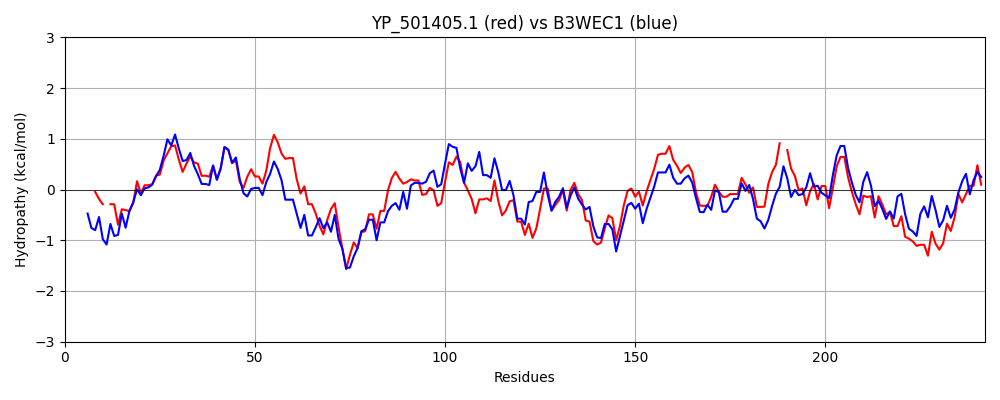 YP_501405.1 (red) vs B3WEC1 (blue)
Hydropathy (kcal/mol)
3
2
1
0
−1
−2
−3
0 50 100 150 200
Residues